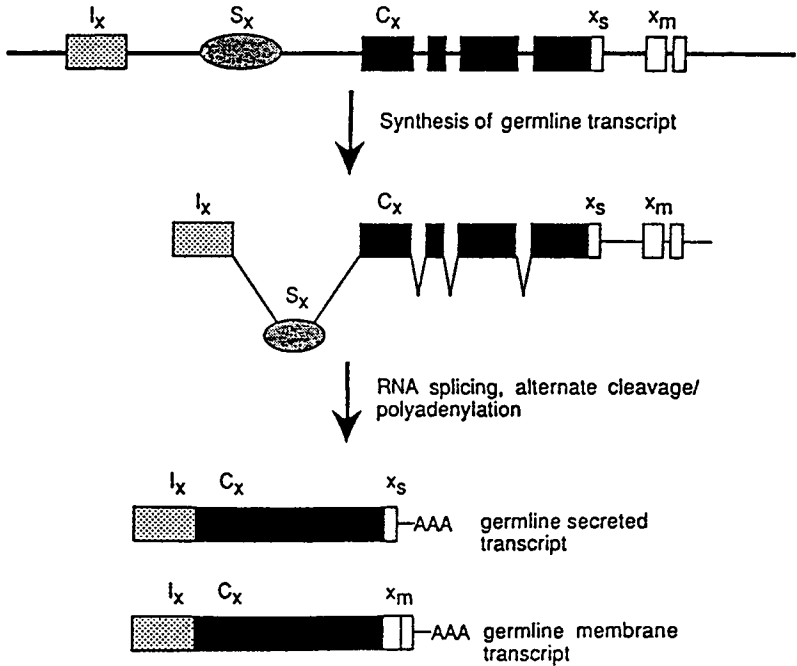 Ix Sx Cx xs xm
Synthesis of germline transcript
Ix Cx xs xm
Sx
RNA splicing, alternate cleavage/
polyadenylation
Ix Cx xs
AAA germline secreted
transcript
Ix Cx xm
AAA germline membrane
transcript